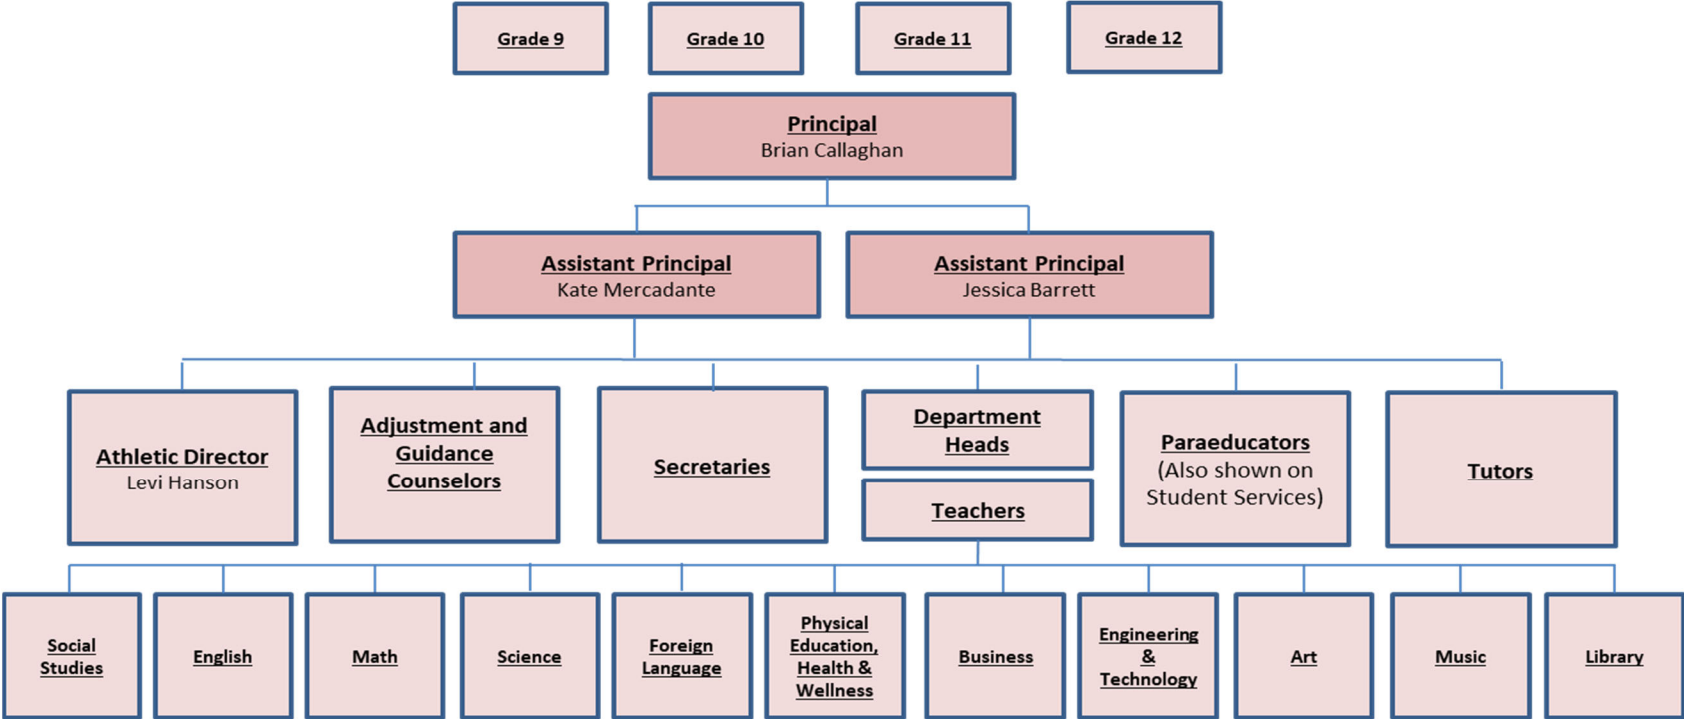 Grade 9
Grade 10
Grade 11
Grade 12
Principal
Brian Callaghan
Assistant Principal
Kate Mercadante
Assistant Principal
Jessica Barrett
Athletic Director
Levi Hanson
Adjustment and
Guidance
Counselors
Secretaries
Department
Heads
Teachers
Paraeducators
(Also shown on
Student Services)
Tutors
Social
Studies
English
Math
Science
Foreign
Language
Physical
Education,
Health &
Wellness
Business
Engineering
&
Technology
Art
Music
Library